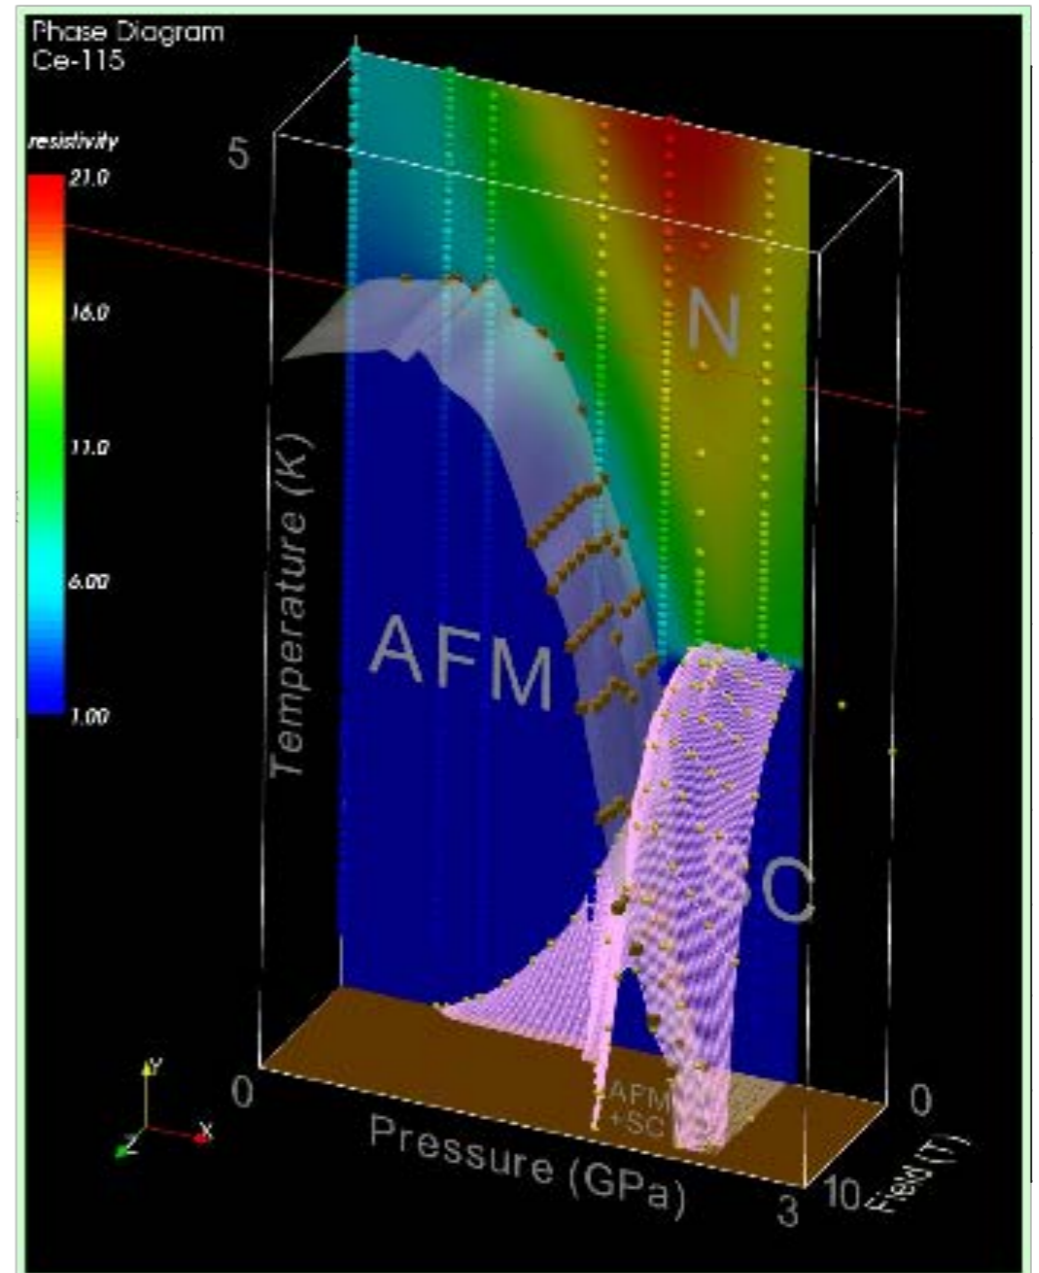 Phase Diagram
Ce-115
resistivity
21.0
16.0
11.0
6.00
1.00
5
Temperature (K)
N
AFM
SC
AFM
+SC
0
Pressure (GPa)
3
10
0
Field (T)
Y
X
Z